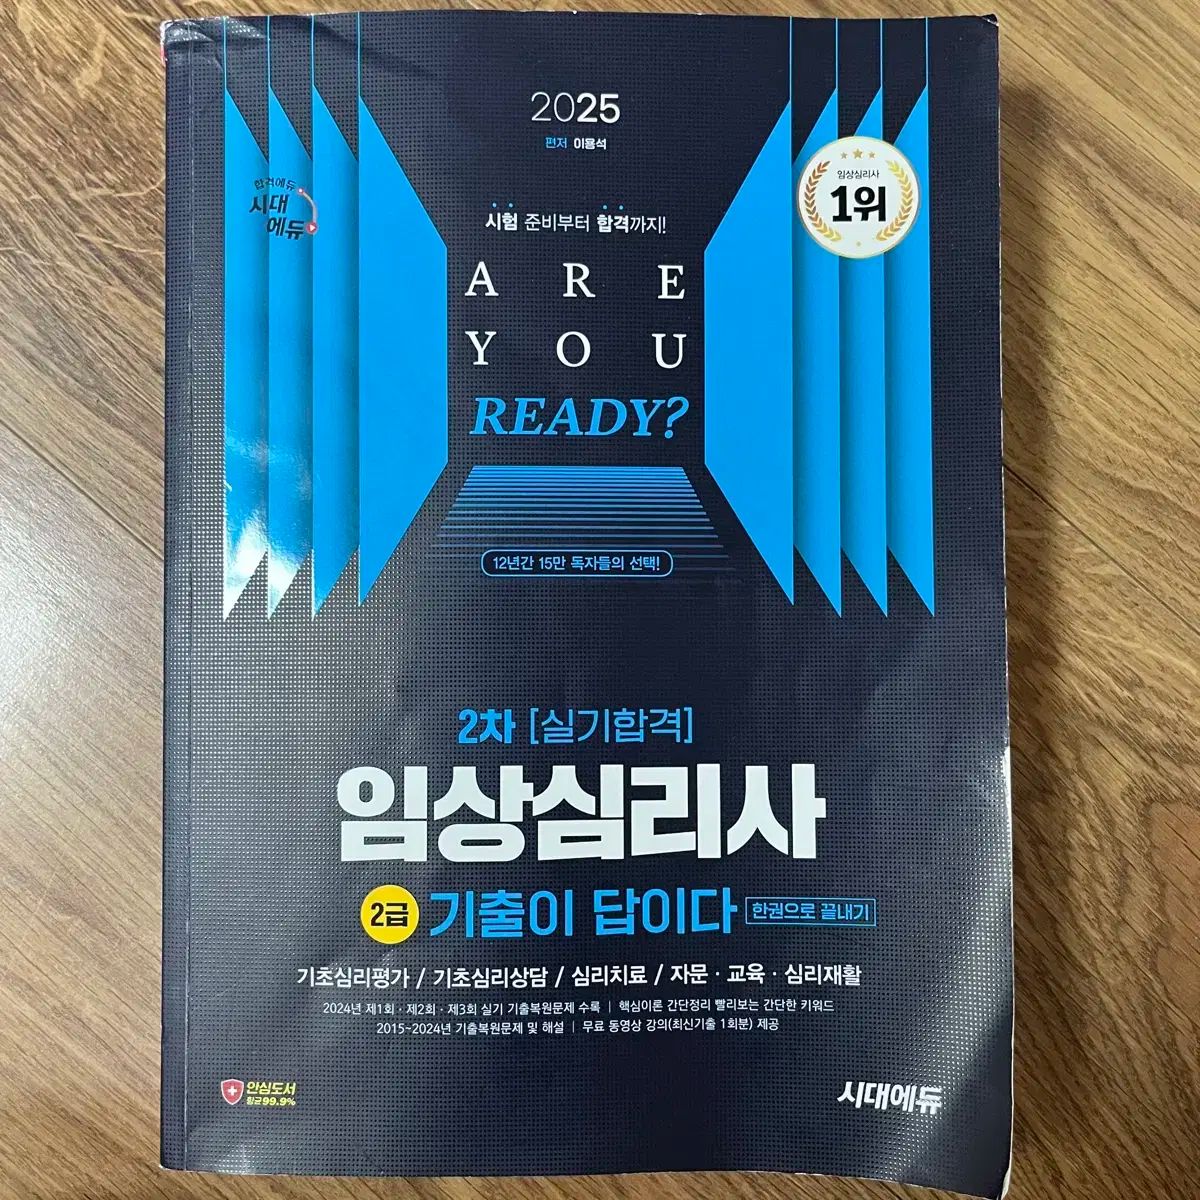 2025
편저 이용석
합격에듀
시대
에듀
임상심리사
1위
시험 준비부터 합격까지!
ARE
YOU
READY?
12년간 15만 독자들의 선택!
2차 [실기합격]
임상심리사
2급 기출이 답이다 한권으로 끝내기
기초심리평가 / 기초심리상담 / 심리치료 / 자문 · 교육 · 심리재활
2024년 제1회 · 제2회 · 제3회 실기 기출복원문제 수록 | 핵심이론 간단정리 빨리보는 간단한 키워드
2015~2024년 기출복원문제 및 해설 | 무료 동영상 강의(최신기출 1회분) 제공
안심도서
항균99.9%
시대에듀